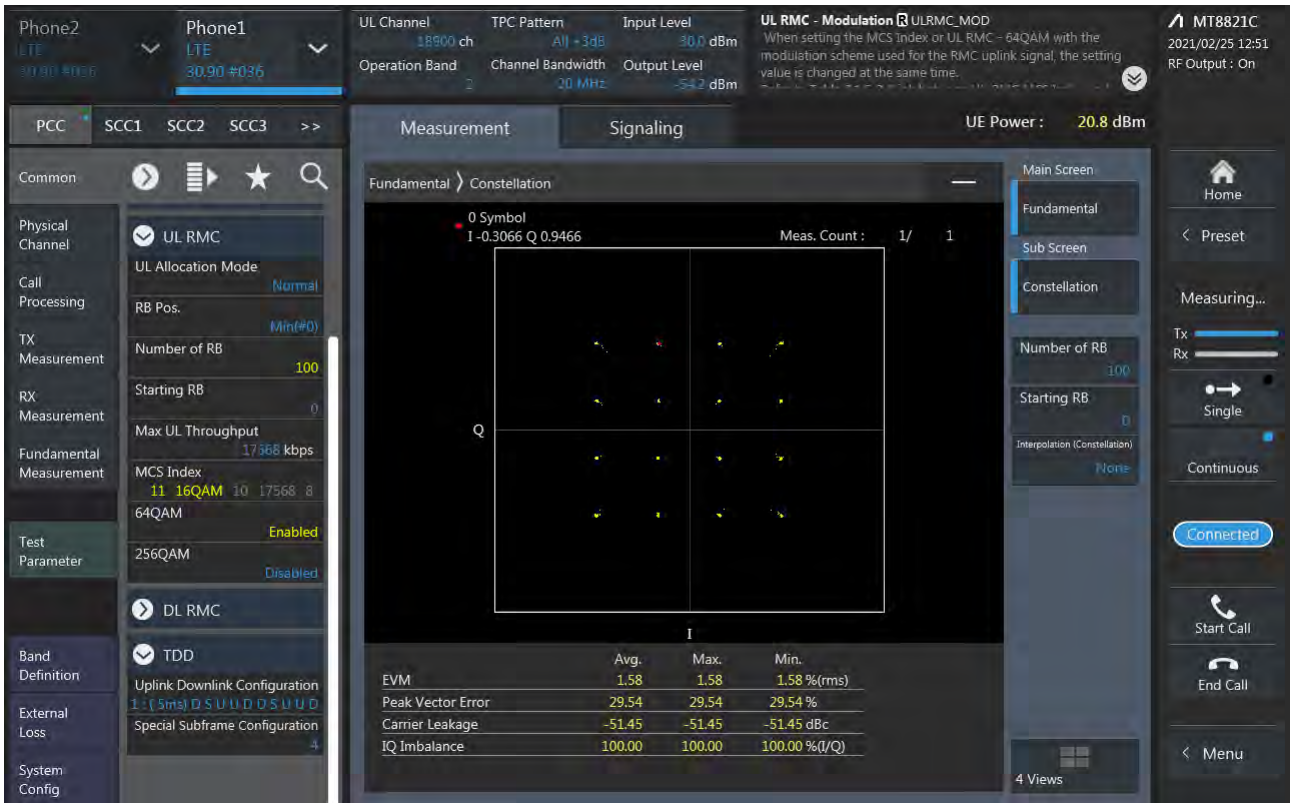 Phone2
LTE
30.90 #036
Phone1
LTE
30.90 #036
UL Channel
18900 ch
TPC Pattern
All +3dB
Input Level
30.0 dBm
Operation Band
2
Channel Bandwidth
20 MHz
Output Level
-54.2 dBm
UL RMC - Modulation R ULRMC_MOD
When setting the MCS Index or UL RMC – 64QAM with the
modulation scheme used for the RMC uplink signal, the setting
value is changed at the same time.
MT8821C
2021/02/25 12:51
RF Output : On
PCC SCC1 SCC2 SCC3 >>
Measurement
Signaling
UE Power : 20.8 dBm
Common
Physical
Channel
Call
Processing
TX
Measurement
RX
Measurement
Fundamental
Measurement
Test
Parameter
Band
Definition
External
Loss
System
Config
UL RMC
UL Allocation Mode
Normal
RB Pos.
Min(#0)
Number of RB
100
Starting RB
0
Max UL Throughput
17568 kbps
MCS Index
11 16QAM 10 17568 8
64QAM
Enabled
256QAM
Disabled
DL RMC
TDD
Uplink Downlink Configuration
1 : ( 5ms) D S U U D D S U U D
Special Subframe Configuration
4
Fundamental 〉 Constellation
0 Symbol
I -0.3066 Q 0.9466
Meas. Count : 1/ 1
Q
I
Avg. Max. Min.
EVM 1.58 1.58 1.58 %(rms)
Peak Vector Error 29.54 29.54 29.54 %
Carrier Leakage -51.45 -51.45 -51.45 dBc
IQ Imbalance 100.00 100.00 100.00 %(I/Q)
Main Screen
Fundamental
Sub Screen
Constellation
Number of RB
100
Starting RB
0
Interpolation (Constellation)
None
4 Views
Home
< Preset
Measuring...
Tx
Rx
Single
Continuous
Connected
Start Call
End Call
< Menu